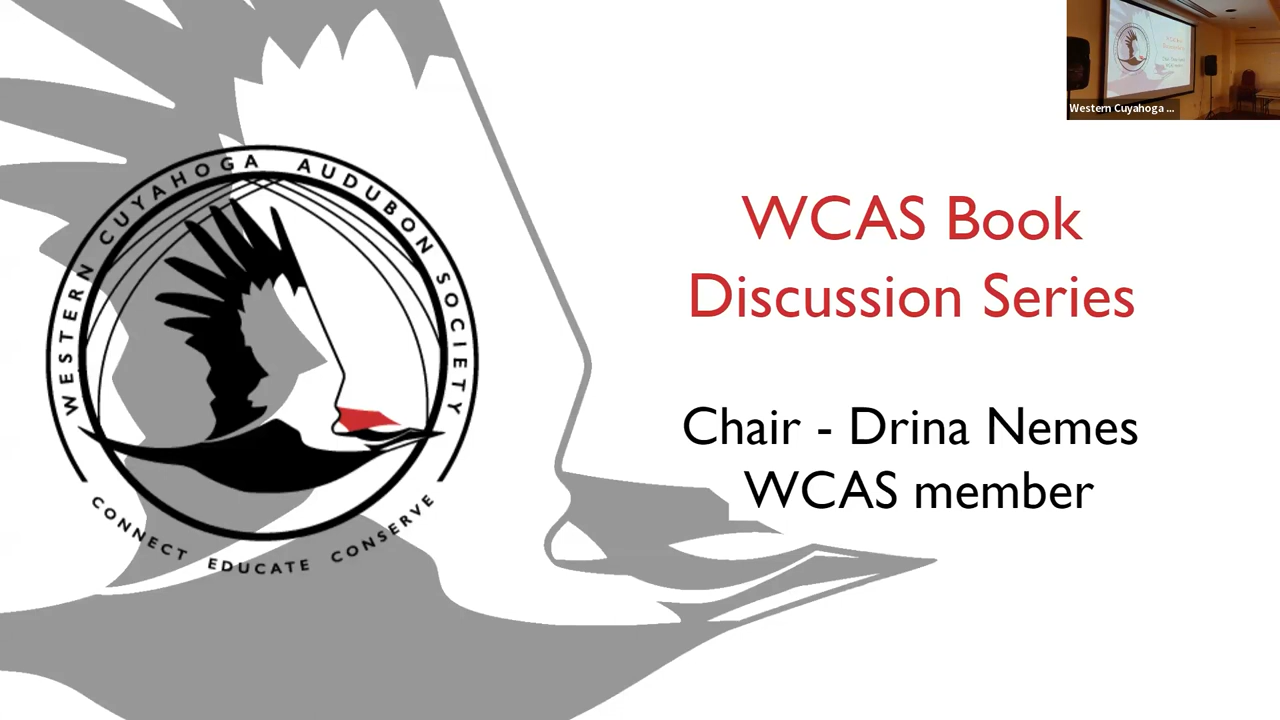 WESTERN CUYAHOGA AUDUBON SOCIETY
CONNECT EDUCATE CONSERVE
WCAS Book
Discussion Series
Chair - Drina Nemes
WCAS member
Western Cuyahoga ...